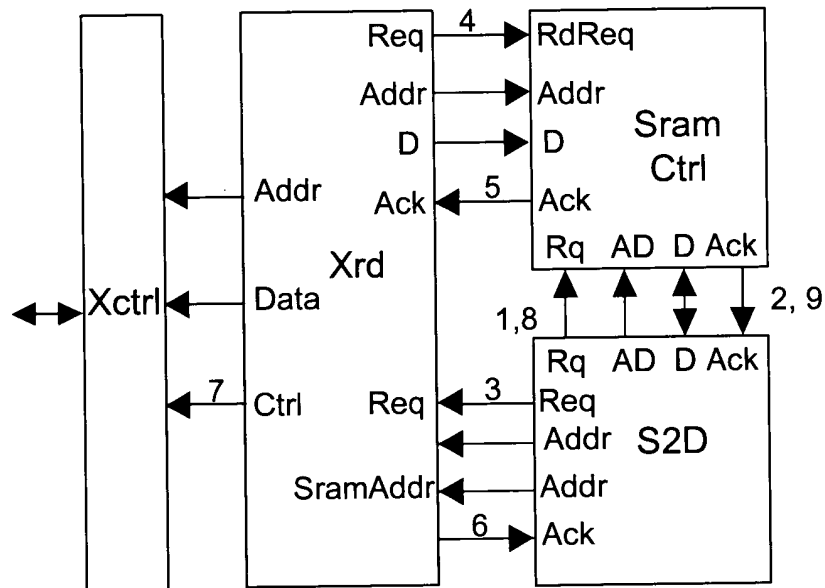 Req 4 RdReq
Addr Addr
D D
Sram
Ctrl
Addr Ack 5 Ack
Xrd
Rq AD D Ack
Xctrl Data
1,8 2, 9
Rq AD D Ack
7 Ctrl Req 3 Req
Addr S2D
SramAddr Addr
6 Ack